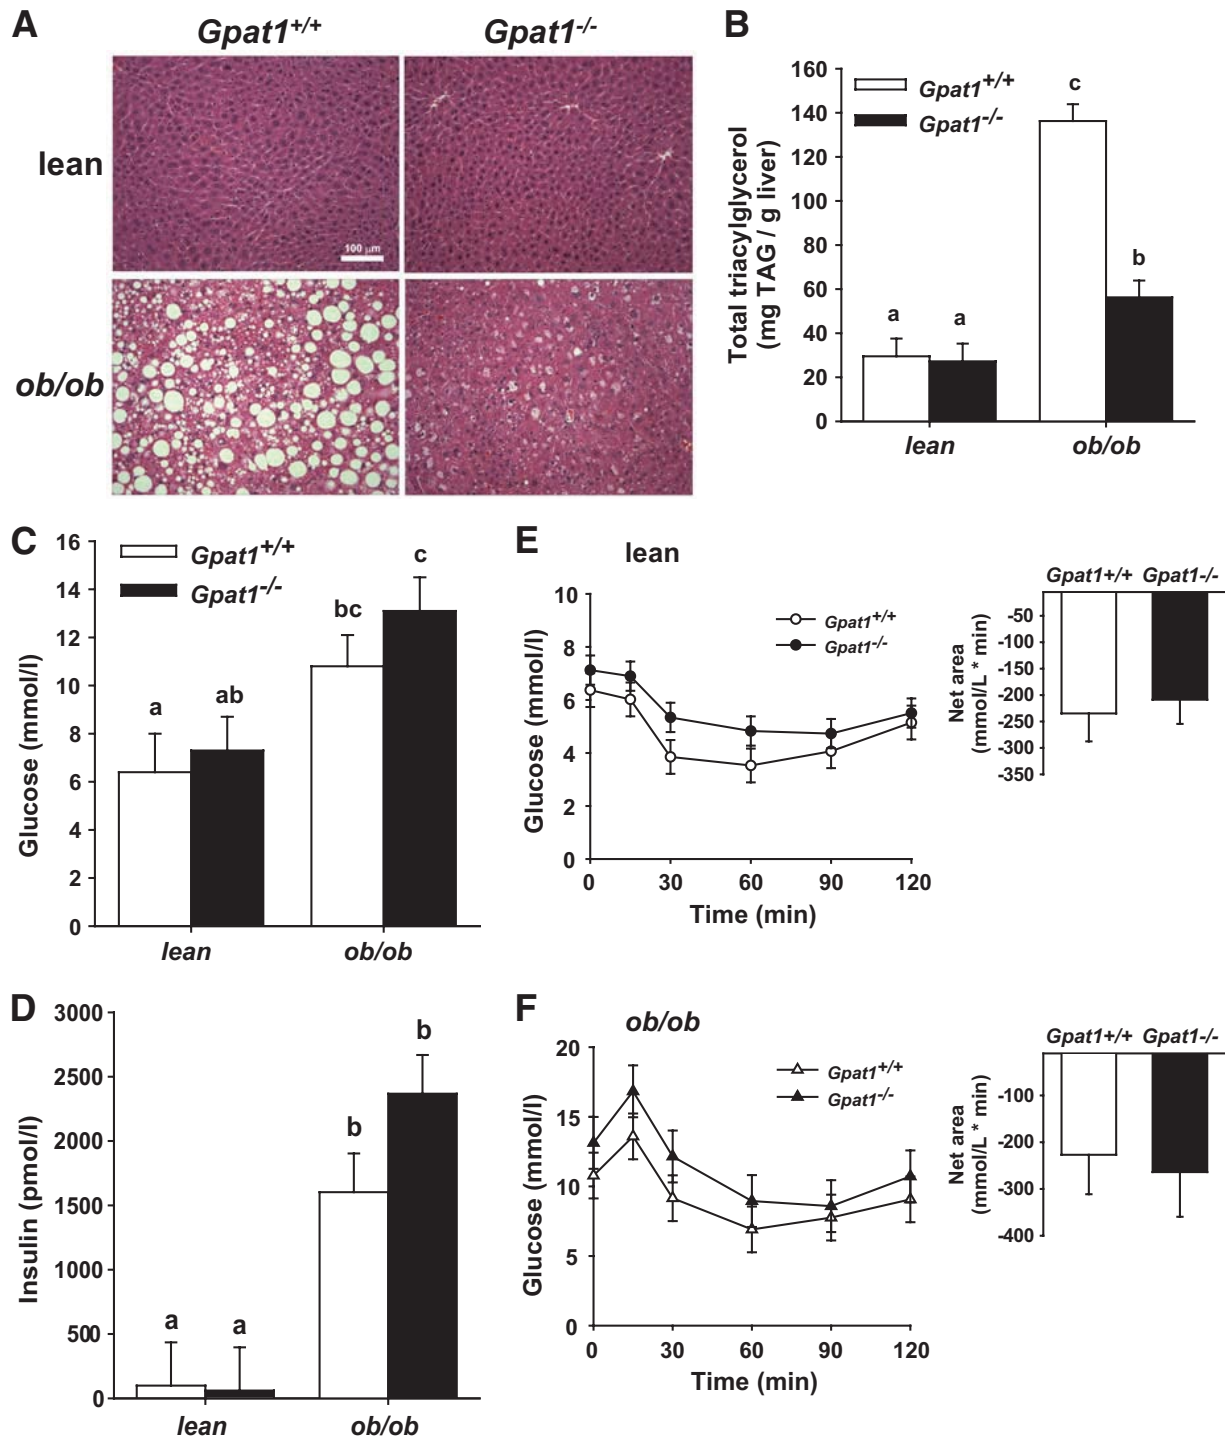 A
Gpat1+/+
Gpat1-/-
lean
100 μm
ob/ob
B
160
140
120
100
80
60
40
20
0
Total triacylglycerol
(mg TAG / g liver)
Gpat1+/+
Gpat1-/-
a
a
c
b
lean
ob/ob
C
16
14
12
10
8
6
4
2
0
Glucose (mmol/l)
Gpat1+/+
Gpat1-/-
a
ab
bc
c
lean
ob/ob
E
lean
10
8
6
4
2
0
Glucose (mmol/l)
Gpat1+/+
Gpat1-/-
0
30
60
90
120
Time (min)
Gpat1+/+ Gpat1-/-
-50
-100
-150
-200
-250
-300
-350
Net area
(mmol/L * min)
D
3000
2500
2000
1500
1000
500
0
Insulin (pmol/l)
a
a
b
b
lean
ob/ob
F
ob/ob
20
15
10
5
0
Glucose (mmol/l)
Gpat1+/+
Gpat1-/-
0
30
60
90
120
Time (min)
Gpat1+/+ Gpat1-/-
-100
-200
-300
-400
Net area
(mmol/L * min)